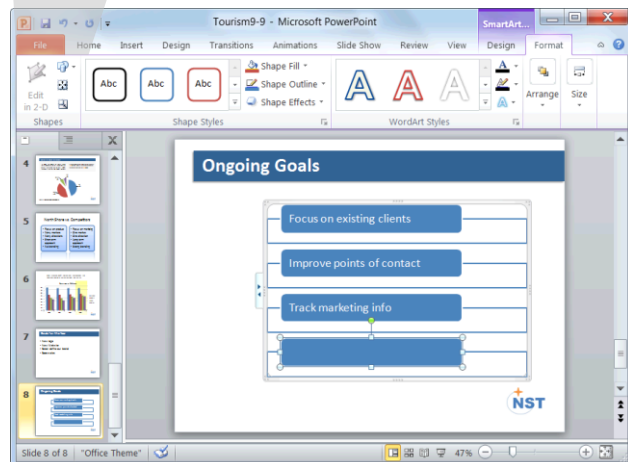 Tourism9-9 - Microsoft PowerPoint
SmartArt...
File Home Insert Design Transitions Animations Slide Show Review View Design Format
Edit
in 2-D
Abc Abc Abc
Shape Fill
Shape Outline
Shape Effects
A A A
Arrange
Size
Shapes Shape Styles WordArt Styles
4
5
6
7
8
Ongoing Goals
Focus on existing clients
Improve points of contact
Track marketing info
NST
Slide 8 of 8 "Office Theme" 47%